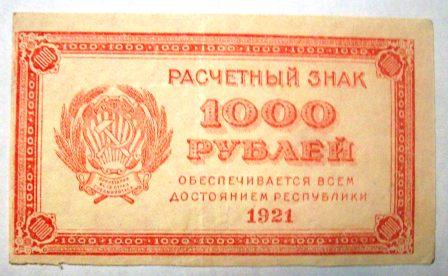 РАСЧЕТНЫЙ ЗНАК
1000
РУБЛЕЙ
ОБЕСПЕЧИВАЕТСЯ ВСЕМ
ДОСТОЯНИЕМ РЕСПУБЛИКИ
1921